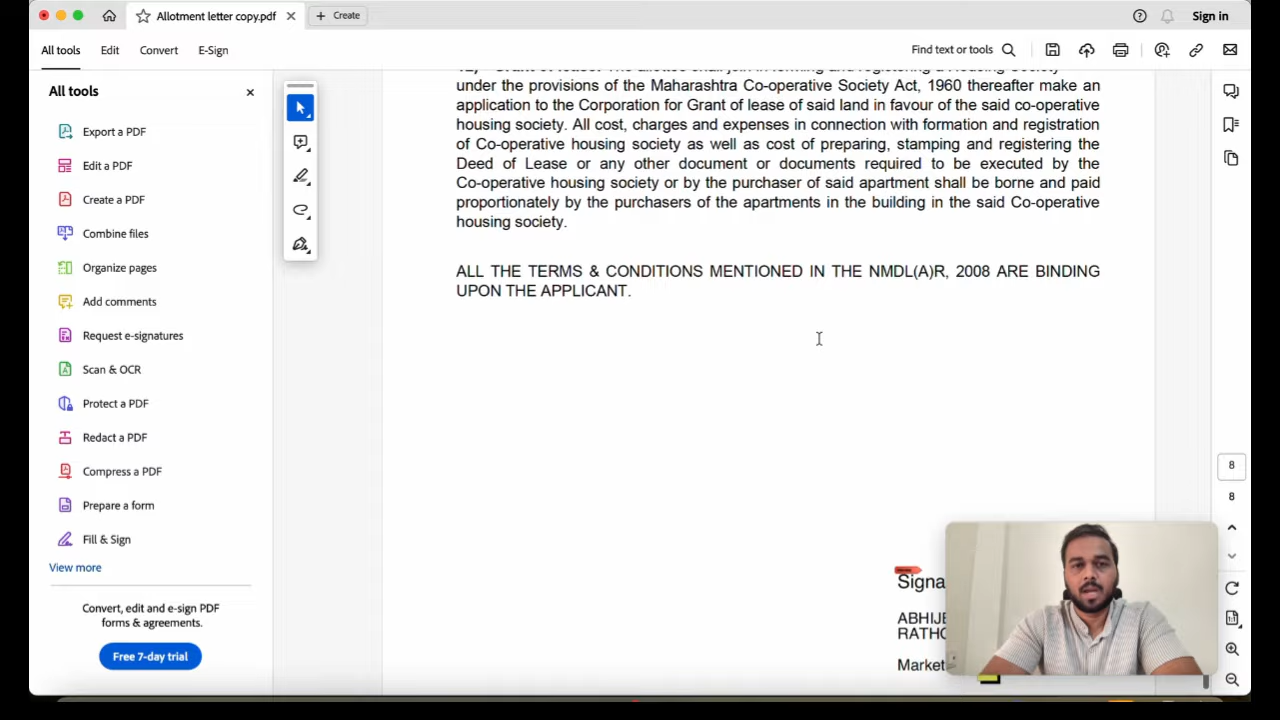 Allotment letter copy.pdf
Create
Sign in
All tools
Edit
Convert
E-Sign
Find text or tools
All tools
Export a PDF
Edit a PDF
Create a PDF
Combine files
Organize pages
Add comments
Request e-signatures
Scan & OCR
Protect a PDF
Redact a PDF
Compress a PDF
Prepare a form
Fill & Sign
View more
Convert, edit and e-sign PDF
forms & agreements.
Free 7-day trial
under the provisions of the Maharashtra Co-operative Society Act, 1960 thereafter make an
application to the Corporation for Grant of lease of said land in favour of the said co-operative
housing society. All cost, charges and expenses in connection with formation and registration
of Co-operative housing society as well as cost of preparing, stamping and registering the
Deed of Lease or any other document or documents required to be executed by the
Co-operative housing society or by the purchaser of said apartment shall be borne and paid
proportionately by the purchasers of the apartments in the building in the said Co-operative
housing society.
ALL THE TERMS & CONDITIONS MENTIONED IN THE NMDL(A)R, 2008 ARE BINDING
UPON THE APPLICANT.
Signa
ABHIJE
RATHO
Market
8
8